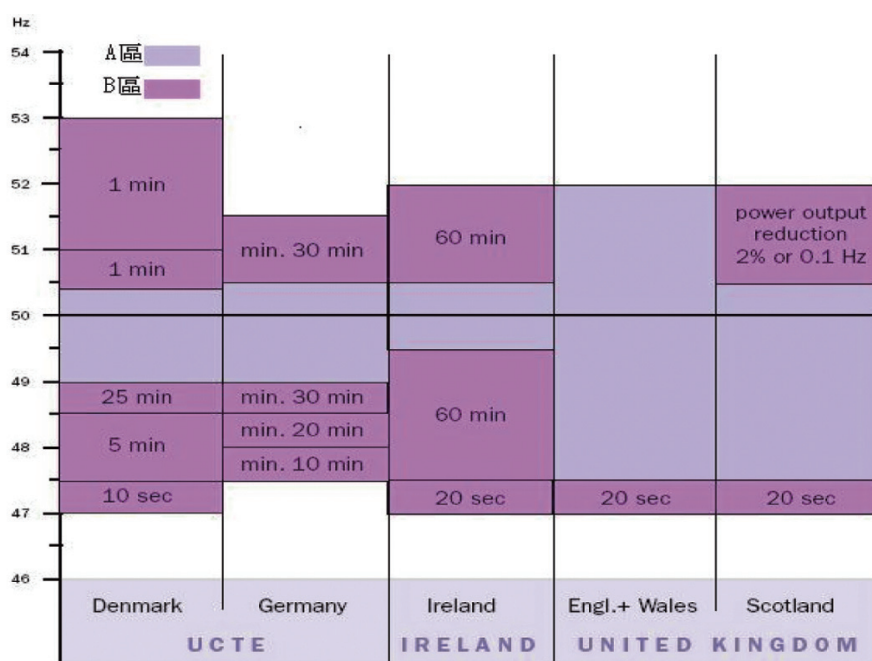 Hz
54
53
52
51
50
49
48
47
46
A區
B區
1 min
1 min
25 min
5 min
10 sec
min. 30 min
min. 30 min
min. 20 min
min. 10 min
60 min
60 min
20 sec
20 sec
power output
reduction
2% or 0.1 Hz
20 sec
Denmark
Germany
Ireland
Engl.+ Wales
Scotland
UCTE
IRELAND
UNITED KINGDOM